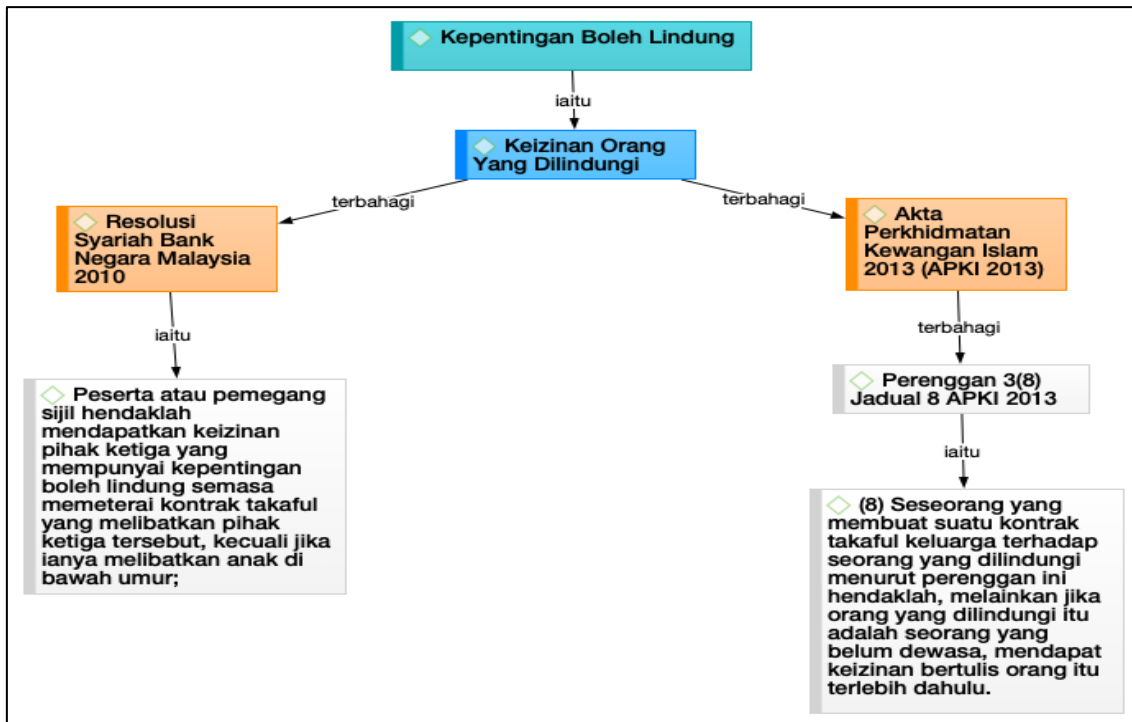 Kepentingan Boleh Lindung
iaitu
Keizinan Orang
Yang Dilindungi
terbahagi
terbahagi
Resolusi
Syariah Bank
Negara Malaysia
2010
Akta
Perkhidmatan
Kewangan Islam
2013 (APKI 2013)
iaitu
terbahagi
Peserta atau pemegang
sijil hendaklah
mendapatkan keizinan
pihak ketiga yang
mempunyai kepentingan
boleh lindung semasa
memeterai kontrak takaful
yang melibatkan pihak
ketiga tersebut, kecuali jika
ianya melibatkan anak di
bawah umur;
Perenggan 3(8)
Jadual 8 APKI 2013
iaitu
(8) Seseorang yang
membuat suatu kontrak
takaful keluarga terhadap
seorang yang dilindungi
menurut perenggan ini
hendaklah, melainkan jika
orang yang dilindungi itu
adalah seorang yang
belum dewasa, mendapat
keizinan bertulis orang itu
terlebih dahulu.